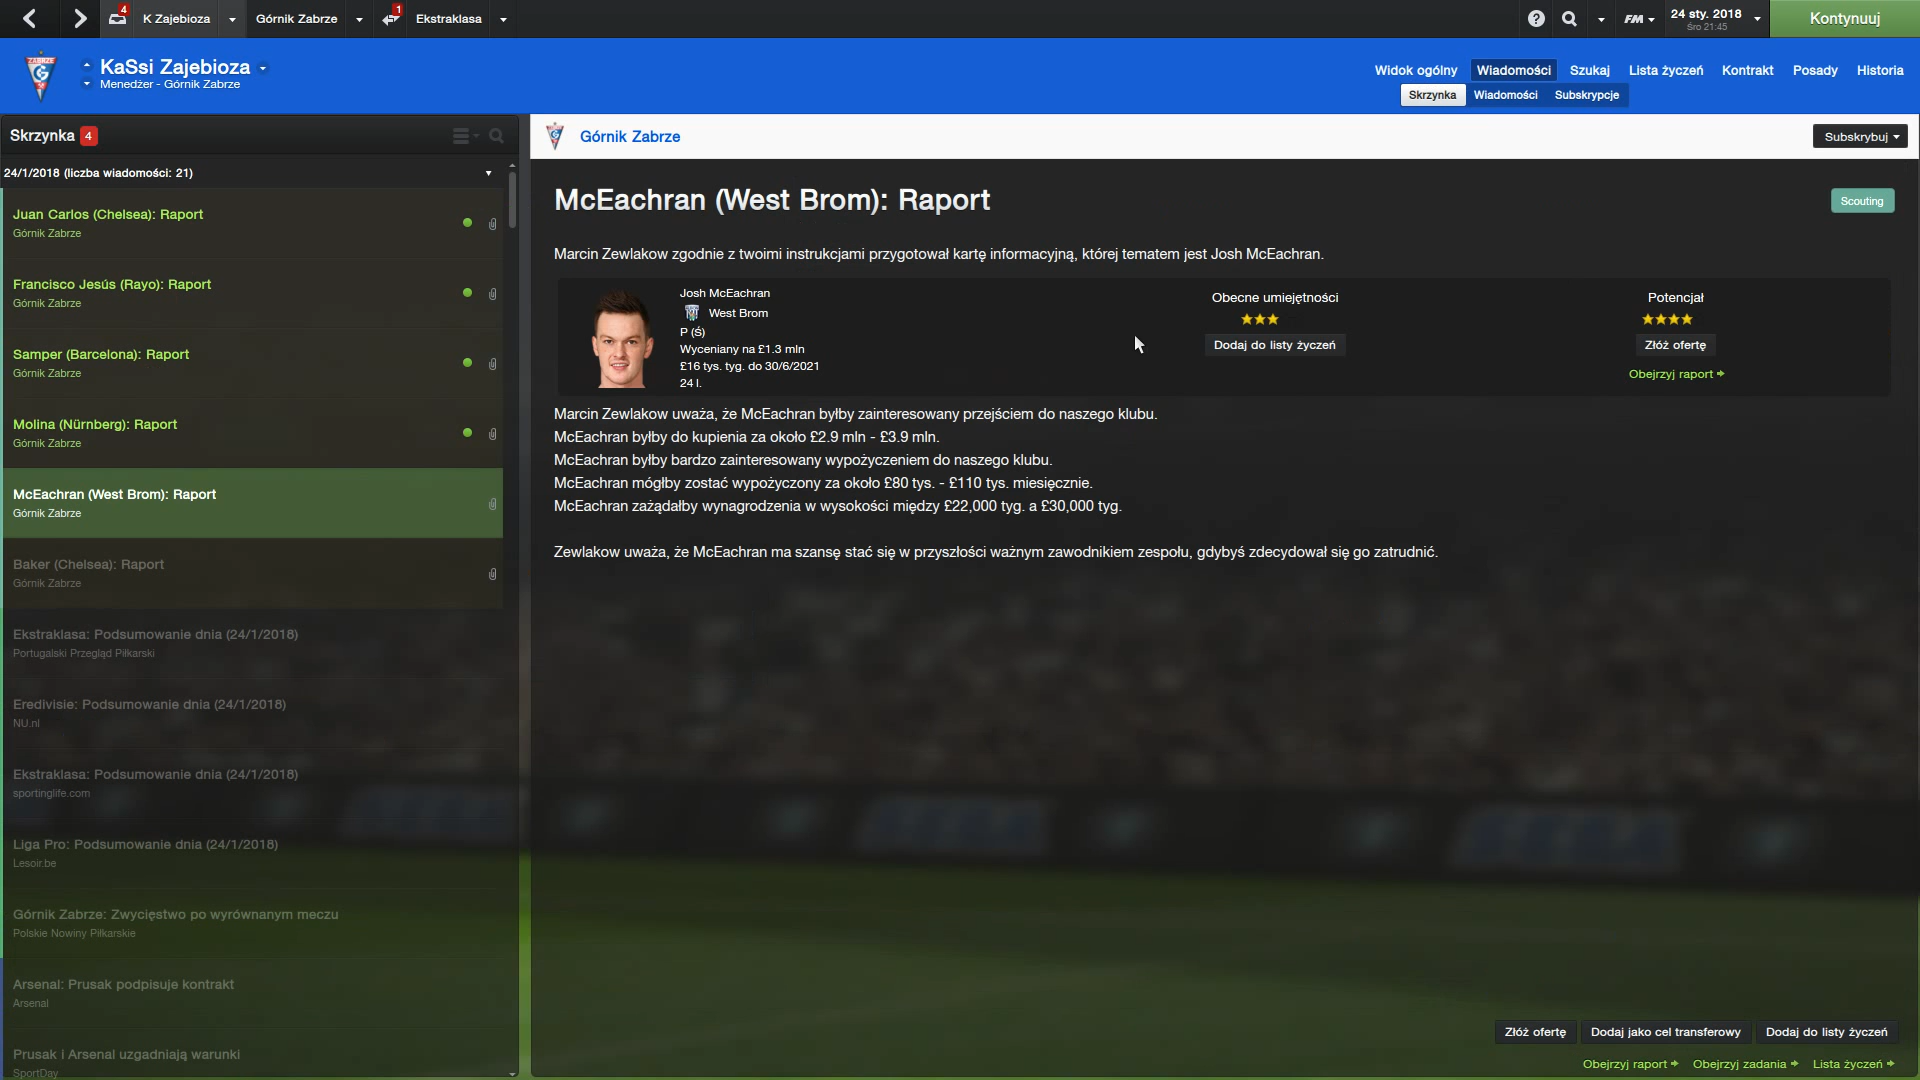 4
K Zajebioza
Górnik Zabrze
1
Ekstraklasa
FM
24 sty. 2018
Śro 21:45
Kontynuuj
KaSsi Zajebioza
Menedżer - Górnik Zabrze
Widok ogólny
Wiadomości
Szukaj
Lista życzeń
Kontrakt
Posady
Historia
Skrzynka
Wiadomości
Subskrypcje
Skrzynka 4
24/1/2018 (liczba wiadomości: 21)
Juan Carlos (Chelsea): Raport
Górnik Zabrze
Francisco Jesús (Rayo): Raport
Górnik Zabrze
Samper (Barcelona): Raport
Górnik Zabrze
Molina (Nürnberg): Raport
Górnik Zabrze
McEachran (West Brom): Raport
Górnik Zabrze
Baker (Chelsea): Raport
Górnik Zabrze
Ekstraklasa: Podsumowanie dnia (24/1/2018)
Portugalski Przegląd Piłkarski
Eredivisie: Podsumowanie dnia (24/1/2018)
NU.nl
Ekstraklasa: Podsumowanie dnia (24/1/2018)
sportinglife.com
Liga Pro: Podsumowanie dnia (24/1/2018)
Lesoir.be
Górnik Zabrze: Zwycięstwo po wyrównanym meczu
Polskie Nowiny Piłkarskie
Arsenal: Prusak podpisuje kontrakt
Arsenal
Prusak i Arsenal uzgadniają warunki
SportDay
Górnik Zabrze
Subskrybuj
McEachran (West Brom): Raport
Scouting
Marcin Zewlakow zgodnie z twoimi instrukcjami przygotował kartę informacyjną, której tematem jest Josh McEachran.
Josh McEachran
West Brom
P (Ś)
Wyceniany na £1.3 mln
£16 tys. tyg. do 30/6/2021
24 l.
Obecne umiejętności
Dodaj do listy życzeń
Potencjał
Złóż ofertę
Obejrzyj raport
Marcin Zewlakow uważa, że McEachran byłby zainteresowany przejściem do naszego klubu.
McEachran byłby do kupienia za około £2.9 mln - £3.9 mln.
McEachran byłby bardzo zainteresowany wypożyczeniem do naszego klubu.
McEachran mógłby zostać wypożyczony za około £80 tys. - £110 tys. miesięcznie.
McEachran zażądałby wynagrodzenia w wysokości między £22,000 tyg. a £30,000 tyg.
Zewlakow uważa, że McEachran ma szansę stać się w przyszłości ważnym zawodnikiem zespołu, gdybyś zdecydował się go zatrudnić.
Złóż ofertę
Dodaj jako cel transferowy
Dodaj do listy życzeń
Obejrzyj raport
Obejrzyj zadania
Lista życzeń